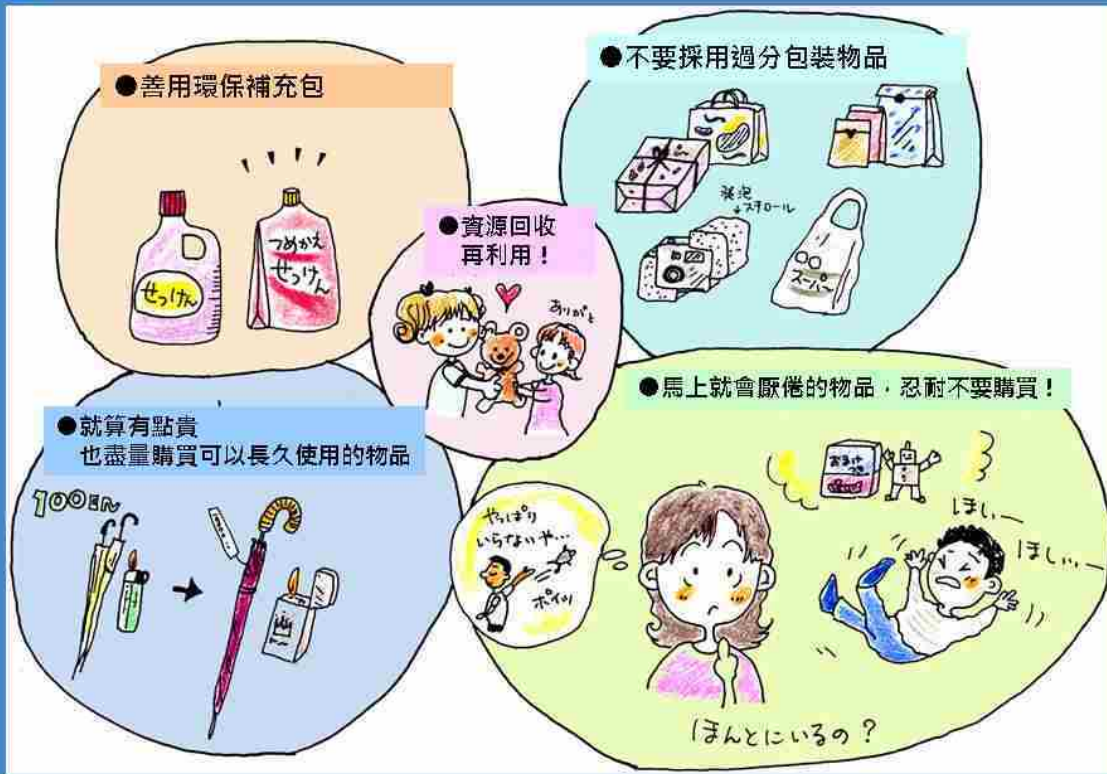 ●善用環保補充包
せっけん
つめかえ
せっけん
●不要採用過分包裝物品
発泡
スチロール
スーパー
●資源回收
再利用！
ありがと
●就算有點貴
也盡量購買可以長久使用的物品
100EN
●馬上就會厭倦的物品，忍耐不要購買！
おまけ
つき
やっぱり
いらないや…
ポイッ
ほしぃー
ほしぃー
ほんとにいるの？